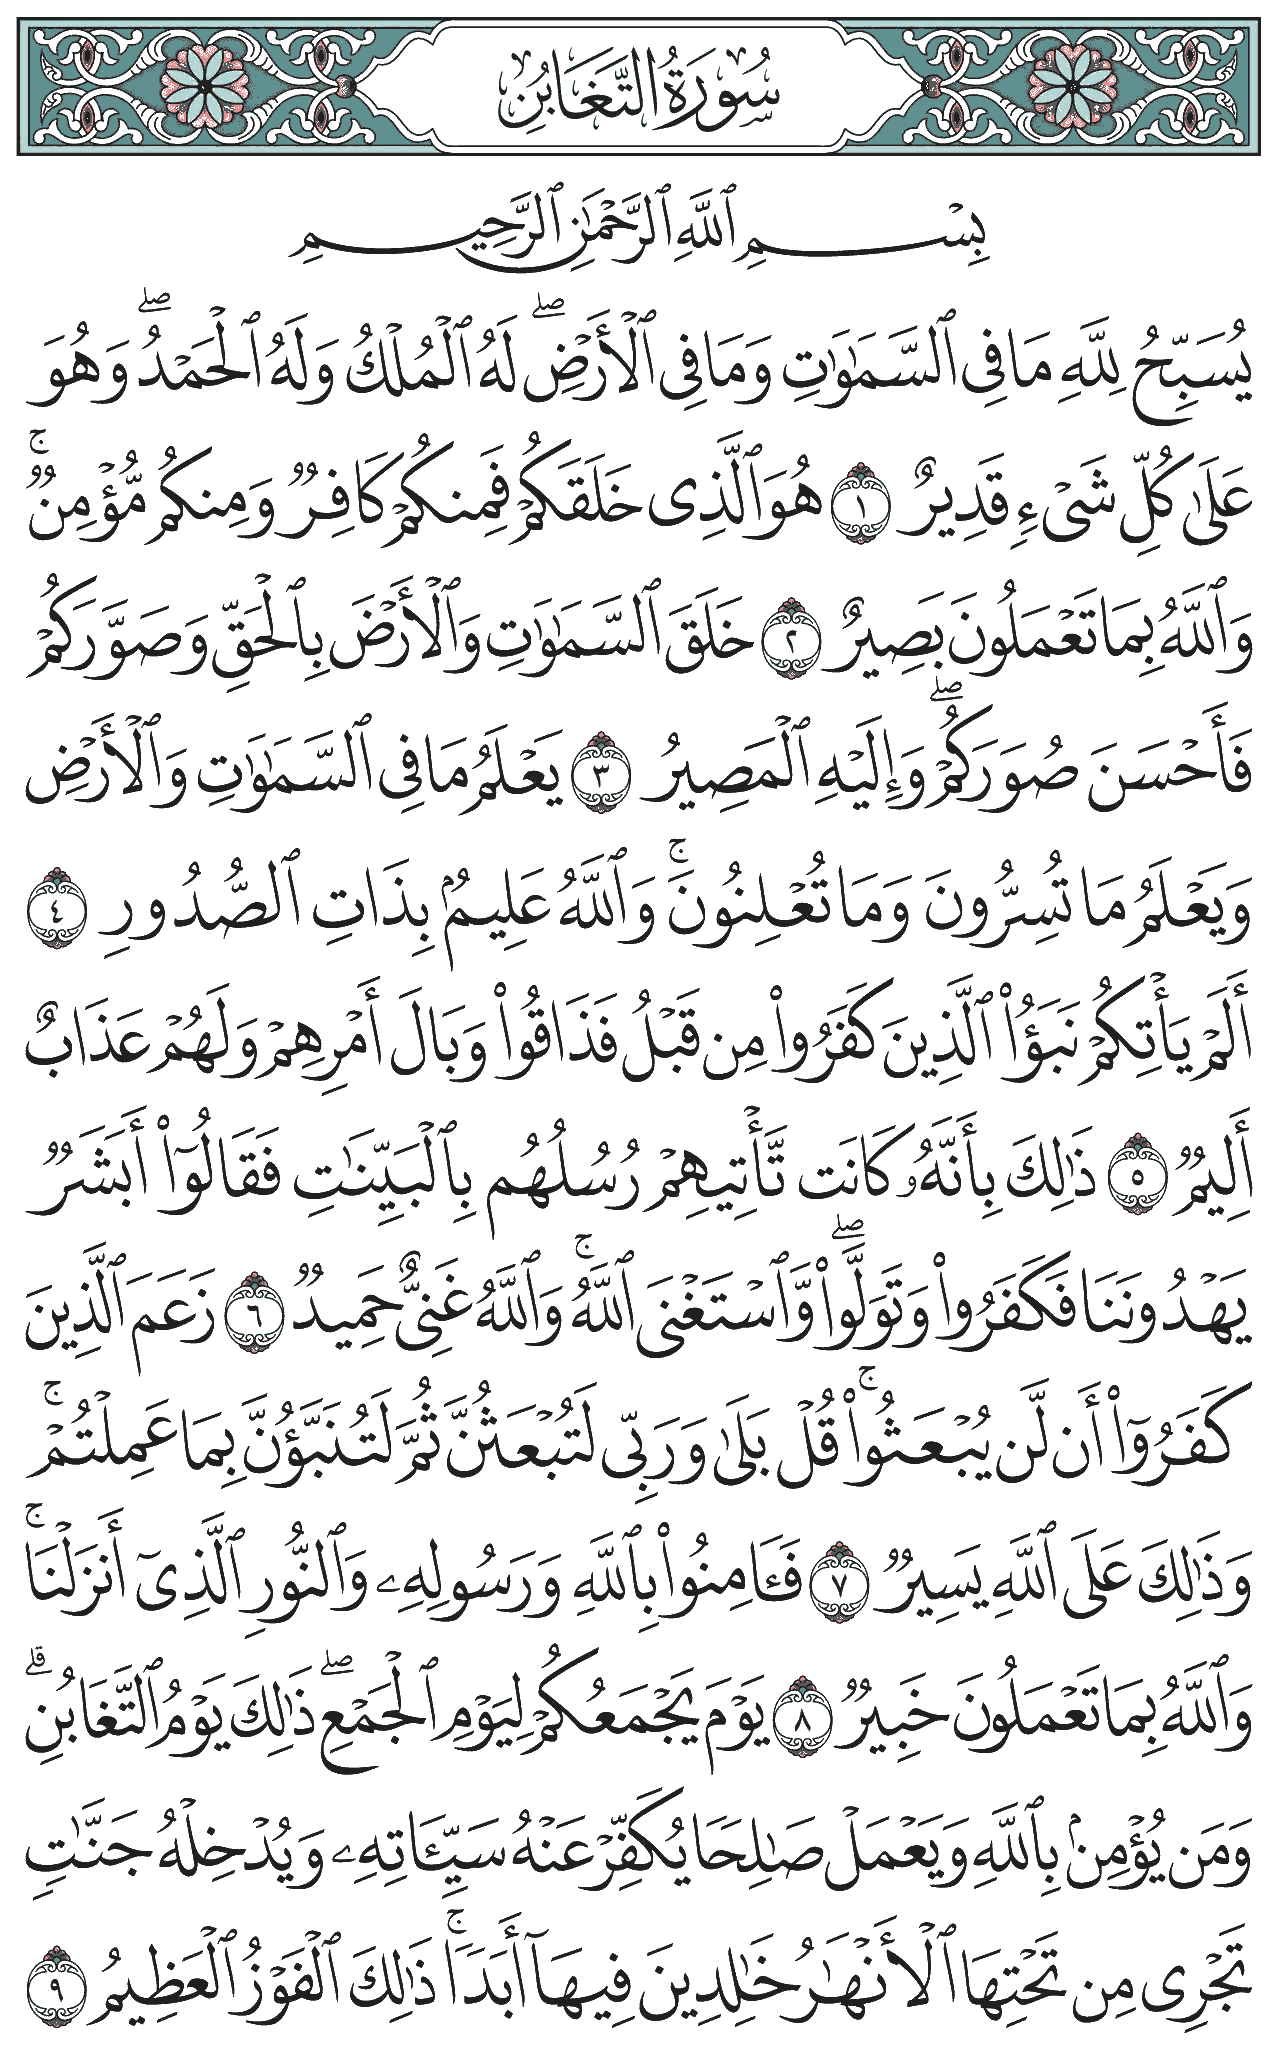 سُورَةُ التَّغَابُنِ
بِسْمِ ٱللَّهِ ٱلرَّحْمَٰنِ ٱلرَّحِيمِ
يُسَبِّحُ لِلَّهِ مَا فِى ٱلسَّمَٰوَٰتِ وَمَا فِى ٱلْأَرْضِ ۖ لَهُ ٱلْمُلْكُ وَلَهُ ٱلْحَمْدُ ۖ وَهُوَ
عَلَىٰ كُلِّ شَىْءٍ قَدِيرٌ ١ هُوَ ٱلَّذِى خَلَقَكُمْ فَمِنكُمْ كَافِرٌ وَمِنكُم مُّؤْمِنٌ ۚ
وَٱللَّهُ بِمَا تَعْمَلُونَ بَصِيرٌ ٢ خَلَقَ ٱلسَّمَٰوَٰتِ وَٱلْأَرْضَ بِٱلْحَقِّ وَصَوَّرَكُمْ
فَأَحْسَنَ صُوَرَكُمْ ۖ وَإِلَيْهِ ٱلْمَصِيرُ ٣ يَعْلَمُ مَا فِى ٱلسَّمَٰوَٰتِ وَٱلْأَرْضِ
وَيَعْلَمُ مَا تُسِرُّونَ وَمَا تُعْلِنُونَ ۚ وَٱللَّهُ عَلِيمٌۢ بِذَاتِ ٱلصُّدُورِ ٤
أَلَمْ يَأْتِكُمْ نَبَؤُا۟ ٱلَّذِينَ كَفَرُوا۟ مِن قَبْلُ فَذَاقُوا۟ وَبَالَ أَمْرِهِمْ وَلَهُمْ عَذَابٌ
أَلِيمٌ ٥ ذَٰلِكَ بِأَنَّهُۥ كَانَت تَّأْتِيهِمْ رُسُلُهُم بِٱلْبَيِّنَٰتِ فَقَالُوٓا۟ أَبَشَرٌ
يَهْدُونَنَا فَكَفَرُوا۟ وَتَوَلَّوا۟ ۖ وَّٱسْتَغْنَى ٱللَّهُ ۚ وَٱللَّهُ غَنِىٌّ حَمِيدٌ ٦ زَعَمَ ٱلَّذِينَ
كَفَرُوٓا۟ أَن لَّن يُبْعَثُوا۟ ۚ قُلْ بَلَىٰ وَرَبِّى لَتُبْعَثُنَّ ثُمَّ لَتُنَبَّؤُنَّ بِمَا عَمِلْتُمْ ۚ
وَذَٰلِكَ عَلَى ٱللَّهِ يَسِيرٌ ٧ فَـَٔامِنُوا۟ بِٱللَّهِ وَرَسُولِهِۦ وَٱلنُّورِ ٱلَّذِىٓ أَنزَلْنَا ۚ
وَٱللَّهُ بِمَا تَعْمَلُونَ خَبِيرٌ ٨ يَوْمَ يَجْمَعُكُمْ لِيَوْمِ ٱلْجَمْعِ ۖ ذَٰلِكَ يَوْمُ ٱلتَّغَابُنِ ۗ
وَمَن يُؤْمِنۢ بِٱللَّهِ وَيَعْمَلْ صَٰلِحًا يُكَفِّرْ عَنْهُ سَيِّـَٔاتِهِۦ وَيُدْخِلْهُ جَنَّٰتٍ
تَجْرِى مِن تَحْتِهَا ٱلْأَنْهَٰرُ خَٰلِدِينَ فِيهَآ أَبَدًا ۚ ذَٰلِكَ ٱلْفَوْزُ ٱلْعَظِيمُ ٩